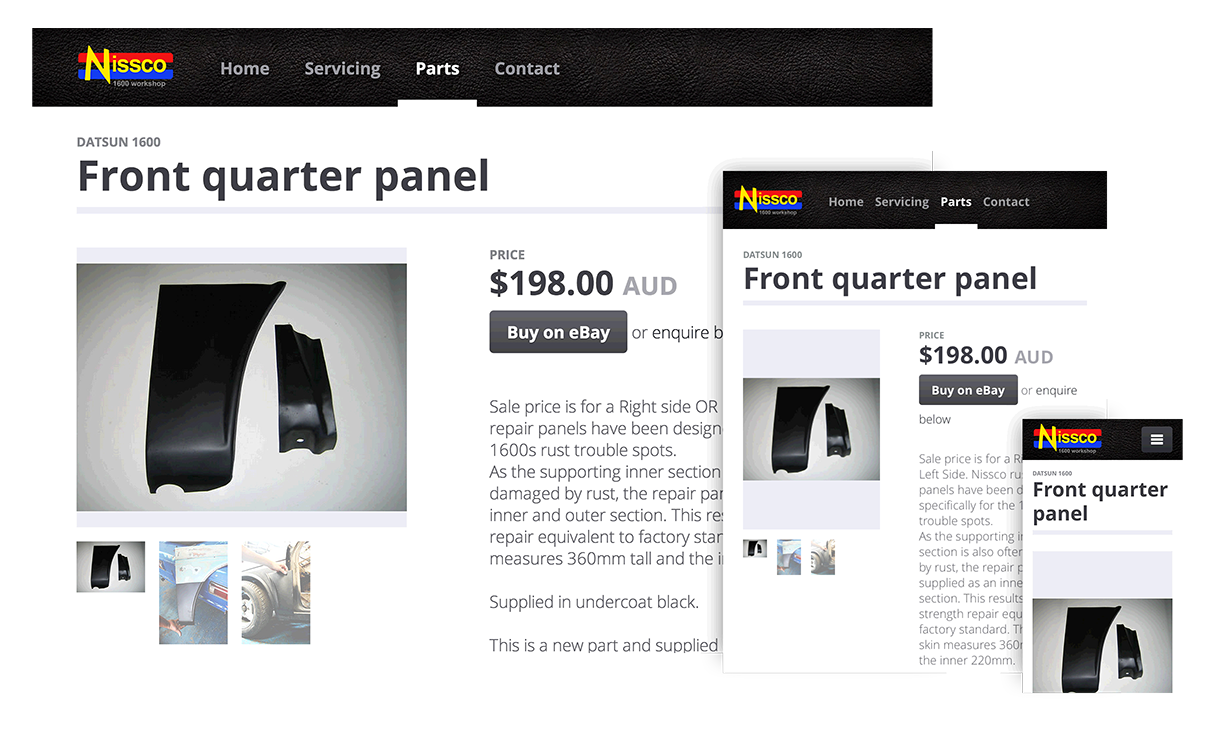 Nissco
1600 workshop
Home
Servicing
Parts
Contact
DATSUN 1600
Front quarter panel
PRICE
$198.00 AUD
Buy on eBay or enquire b
Sale price is for a Right side OR
repair panels have been design
1600s rust trouble spots.
As the supporting inner section
damaged by rust, the repair par
inner and outer section. This res
repair equivalent to factory stan
measures 360mm tall and the i
Supplied in undercoat black.
This is a new part and supplied
Nissco
1600 workshop
Home
Servicing
Parts
Contact
DATSUN 1600
Front quarter panel
PRICE
$198.00 AUD
Buy on eBay or enquire
below
Sale price is for a R
Left Side. Nissco ru
panels have been d
specifically for the 1
trouble spots.
As the supporting i
section is also ofter
by rust, the repair p
supplied as an inne
section. This results
strength repair equ
factory standard. Th
skin measures 360
the inner 220mm.
Nissco
1600 workshop
DATSUN 1600
Front quarter
panel